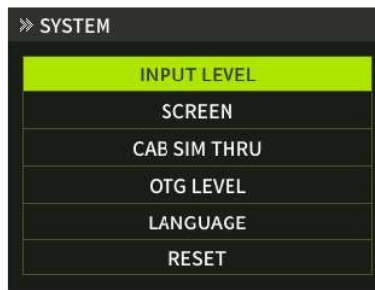 SYSTEM
INPUT LEVEL
SCREEN
CAB SIM THRU
OTG LEVEL
LANGUAGE
RESET